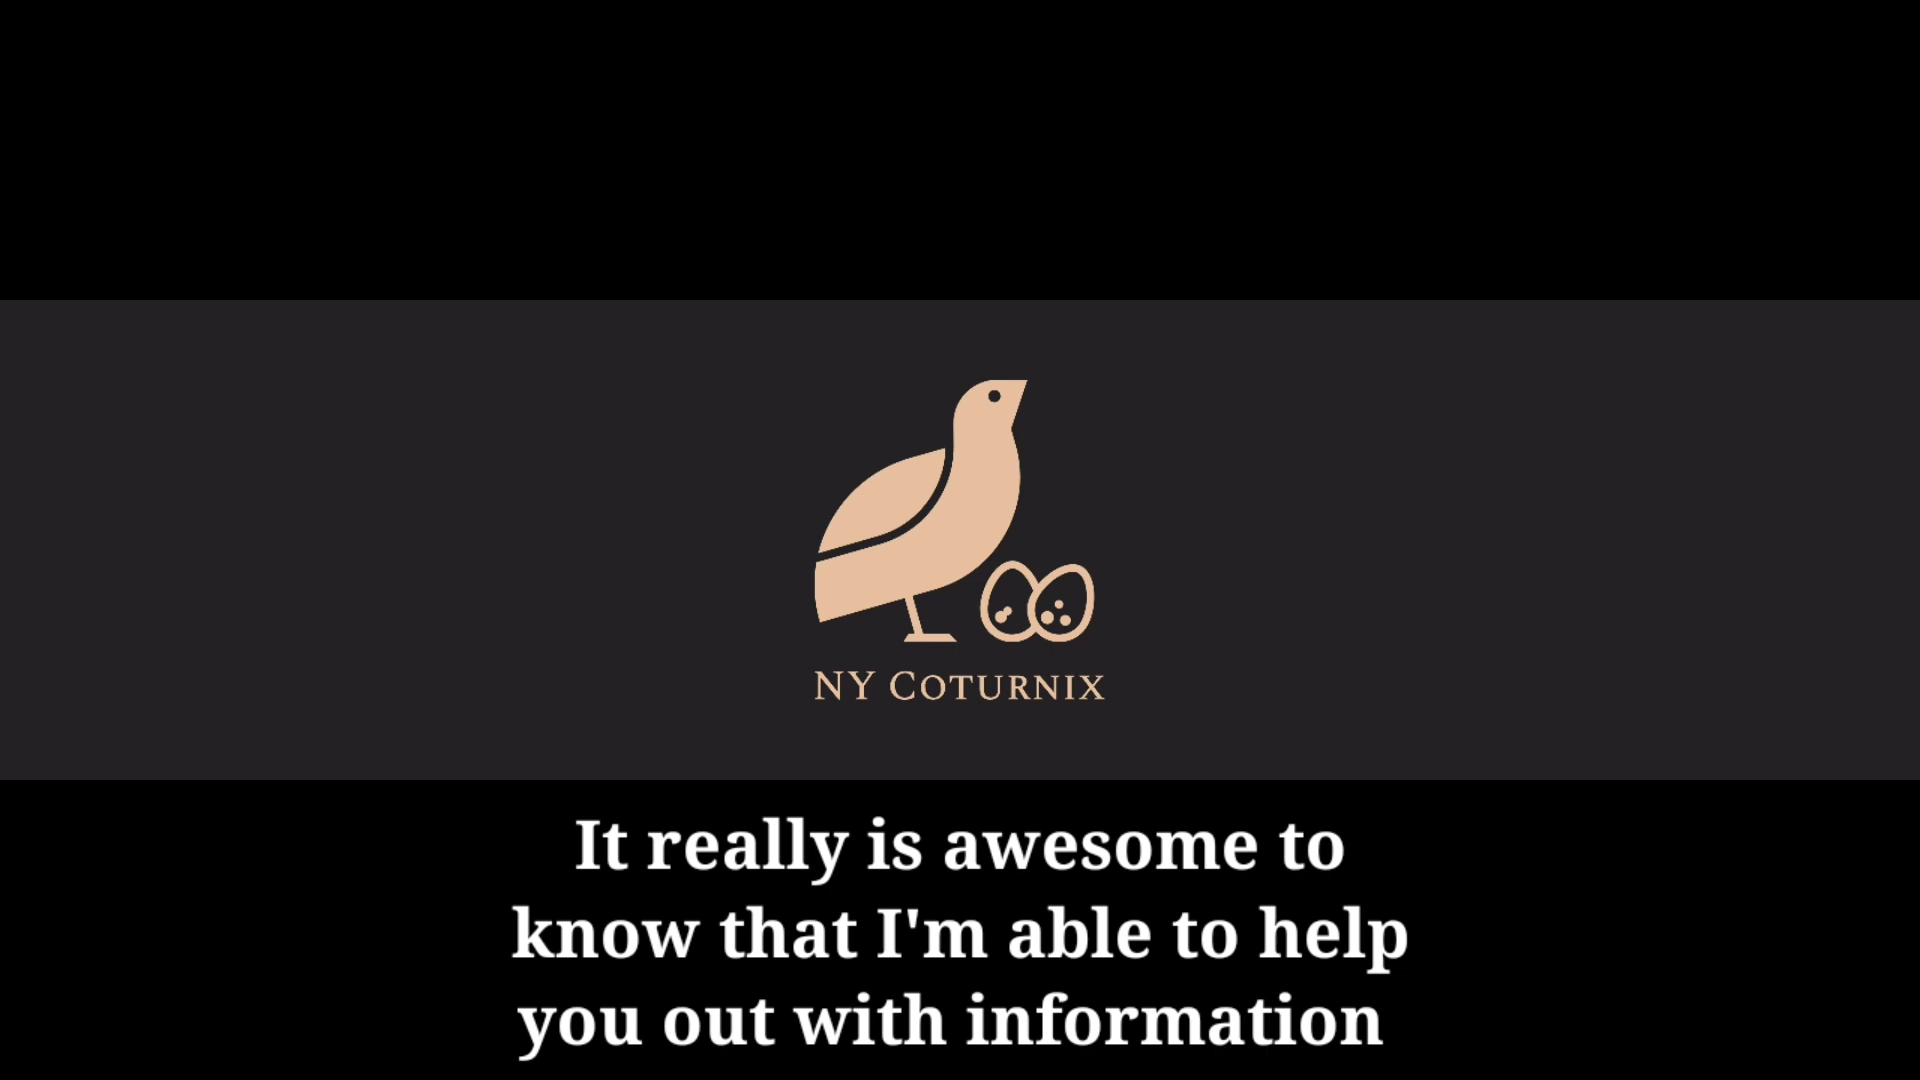 NY COTURNIX
It really is awesome to
know that I'm able to help
you out with information